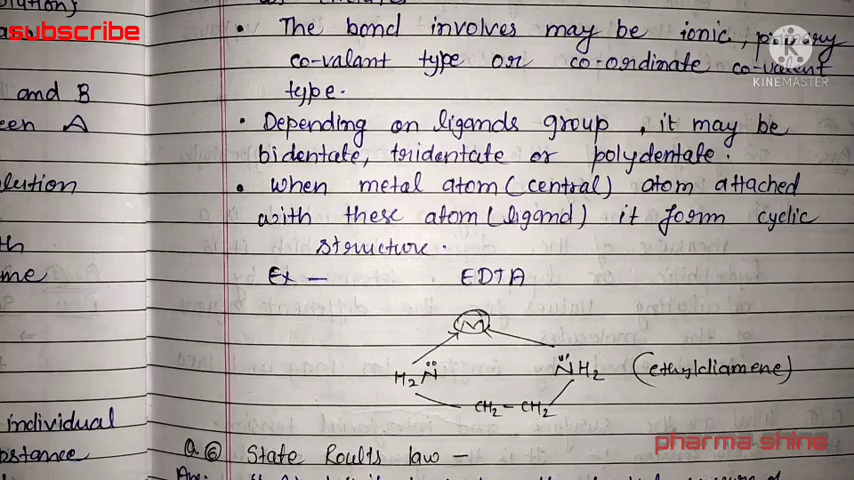 subscribe
• The bond involves may be ionic, primary
co-valant type or co-ordinate co-valent
type.
KINEMASTER
and B
een A
• Depending on ligands group, it may be
bidentate, tridentate or polydentate.
lution
• when metal atom (central) atom attached
with these atom (ligand) it form cyclic
structure.
th
me
Ex — EDTA
M
H2N̈ N̈H2 (ethyldiamene)
CH2 – CH2
individual
bstance
pharma shine
Q. 6 State Roults law –
Ans.